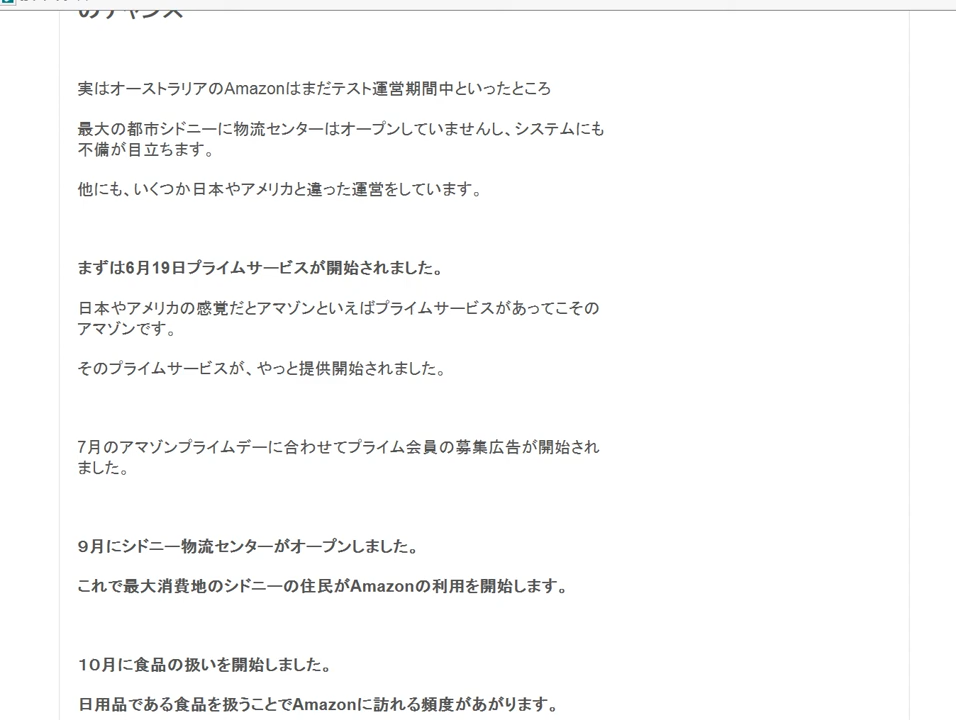 のチャンス
実はオーストラリアのAmazonはまだテスト運営期間中といったところ
最大の都市シドニーに物流センターはオープンしていませんし、システムにも
不備が目立ちます。
他にも、いくつか日本やアメリカと違った運営をしています。
まずは6月19日プライムサービスが開始されました。
日本やアメリカの感覚だとアマゾンといえばプライムサービスがあってこその
アマゾンです。
そのプライムサービスが、やっと提供開始されました。
7月のアマゾンプライムデーに合わせてプライム会員の募集広告が開始され
ました。
９月にシドニー物流センターがオープンしました。
これで最大消費地のシドニーの住民がAmazonの利用を開始します。
１０月に食品の扱いを開始しました。
日用品である食品を扱うことでAmazonに訪れる頻度があがります。